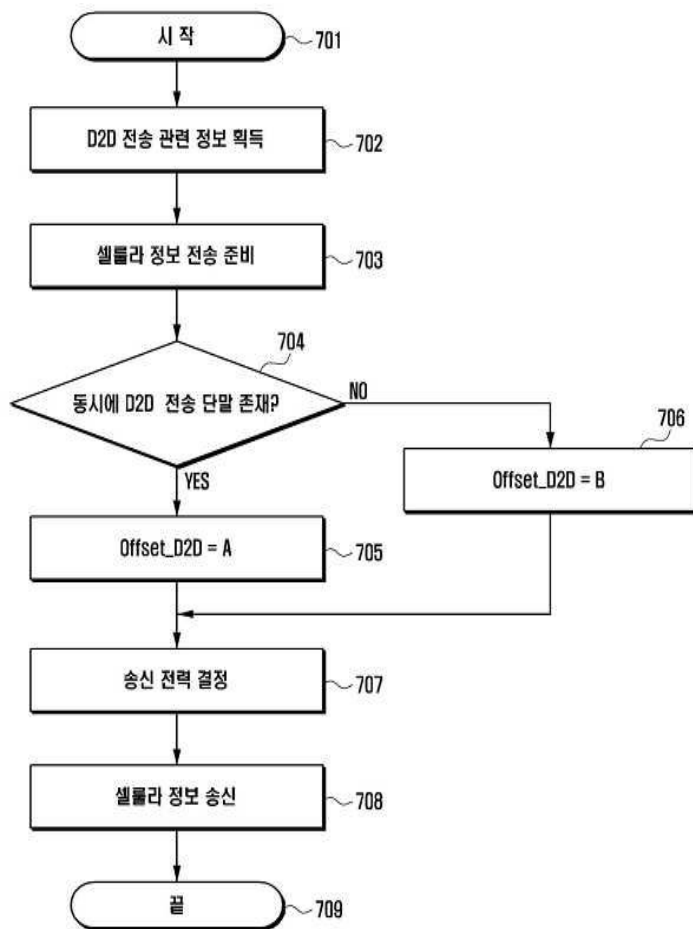 시 작
701
D2D 전송 관련 정보 획득
702
셀룰라 정보 전송 준비
703
704
동시에 D2D 전송 단말 존재?
NO
YES
706
Offset_D2D = B
Offset_D2D = A
705
송신 전력 결정
707
셀룰라 정보 송신
708
끝
709